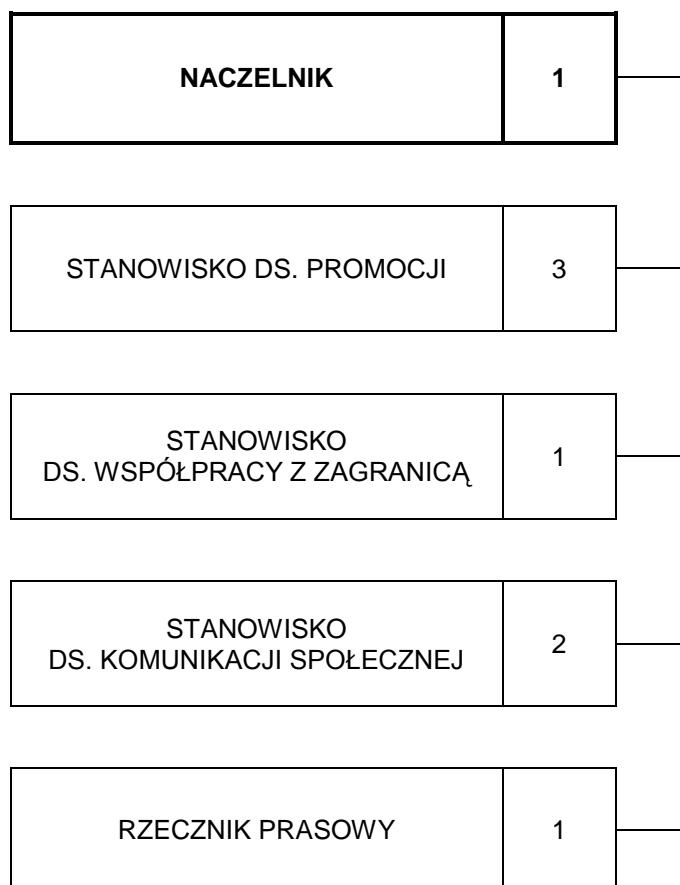 NACZELNIK 1
STANOWISKO DS. PROMOCJI 3
STANOWISKO
DS. WSPÓŁPRACY Z ZAGRANICĄ 1
STANOWISKO
DS. KOMUNIKACJI SPOŁECZNEJ 2
RZECZNIK PRASOWY 1